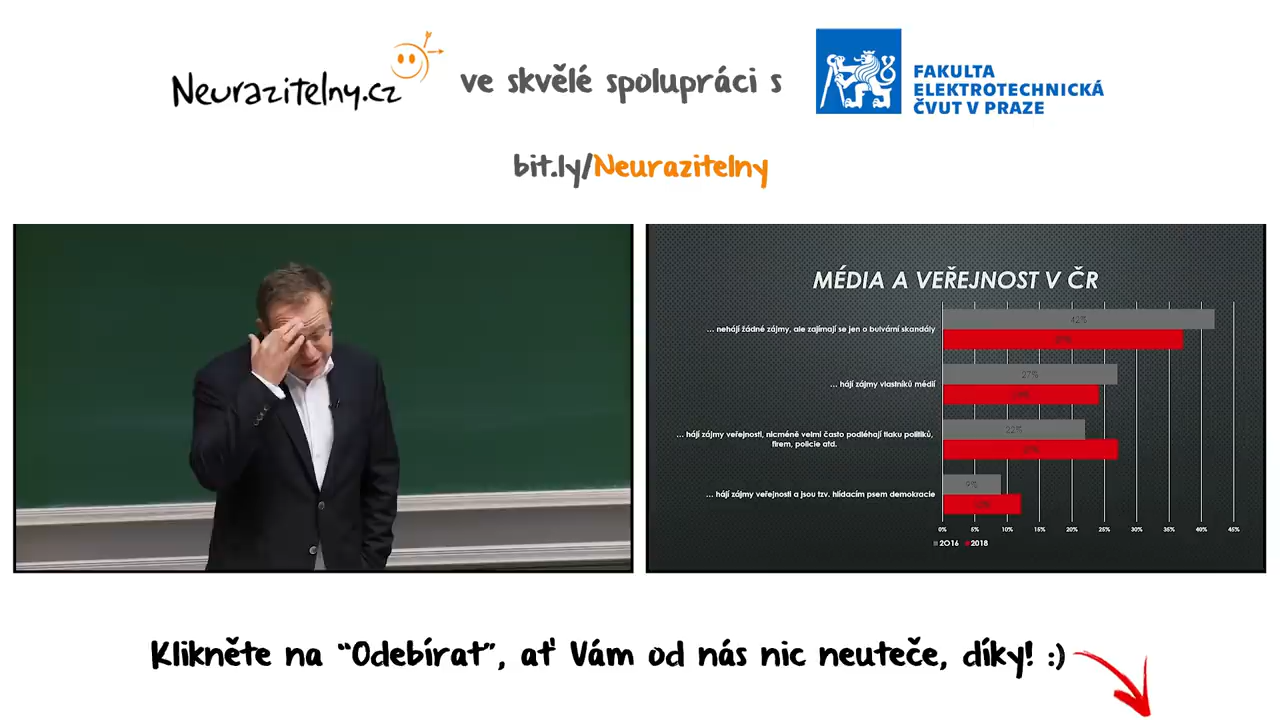 Neurazitelny.cz ve skvělé spolupráci s
FAKULTA
ELEKTROTECHNICKÁ
ČVUT V PRAZE
bit.ly/Neurazitelny
MÉDIA A VEŘEJNOST V ČR
... nehájí žádné zájmy, ale zajímají se jen o bulvární skandály
42%
37%
... hájí zájmy vlastníků médií
27%
... hájí zájmy veřejnosti, nicméně velmi často podléhají tlaku politiků,
firem, policie atd.
22%
... hájí zájmy veřejnosti a jsou tzv. hlídacím psem demokracie
9%
0% 5% 10% 15% 20% 25% 30% 35% 40% 45%
2016 2018
Klikněte na “Odebírat”, ať Vám od nás nic neuteče, díky! :)